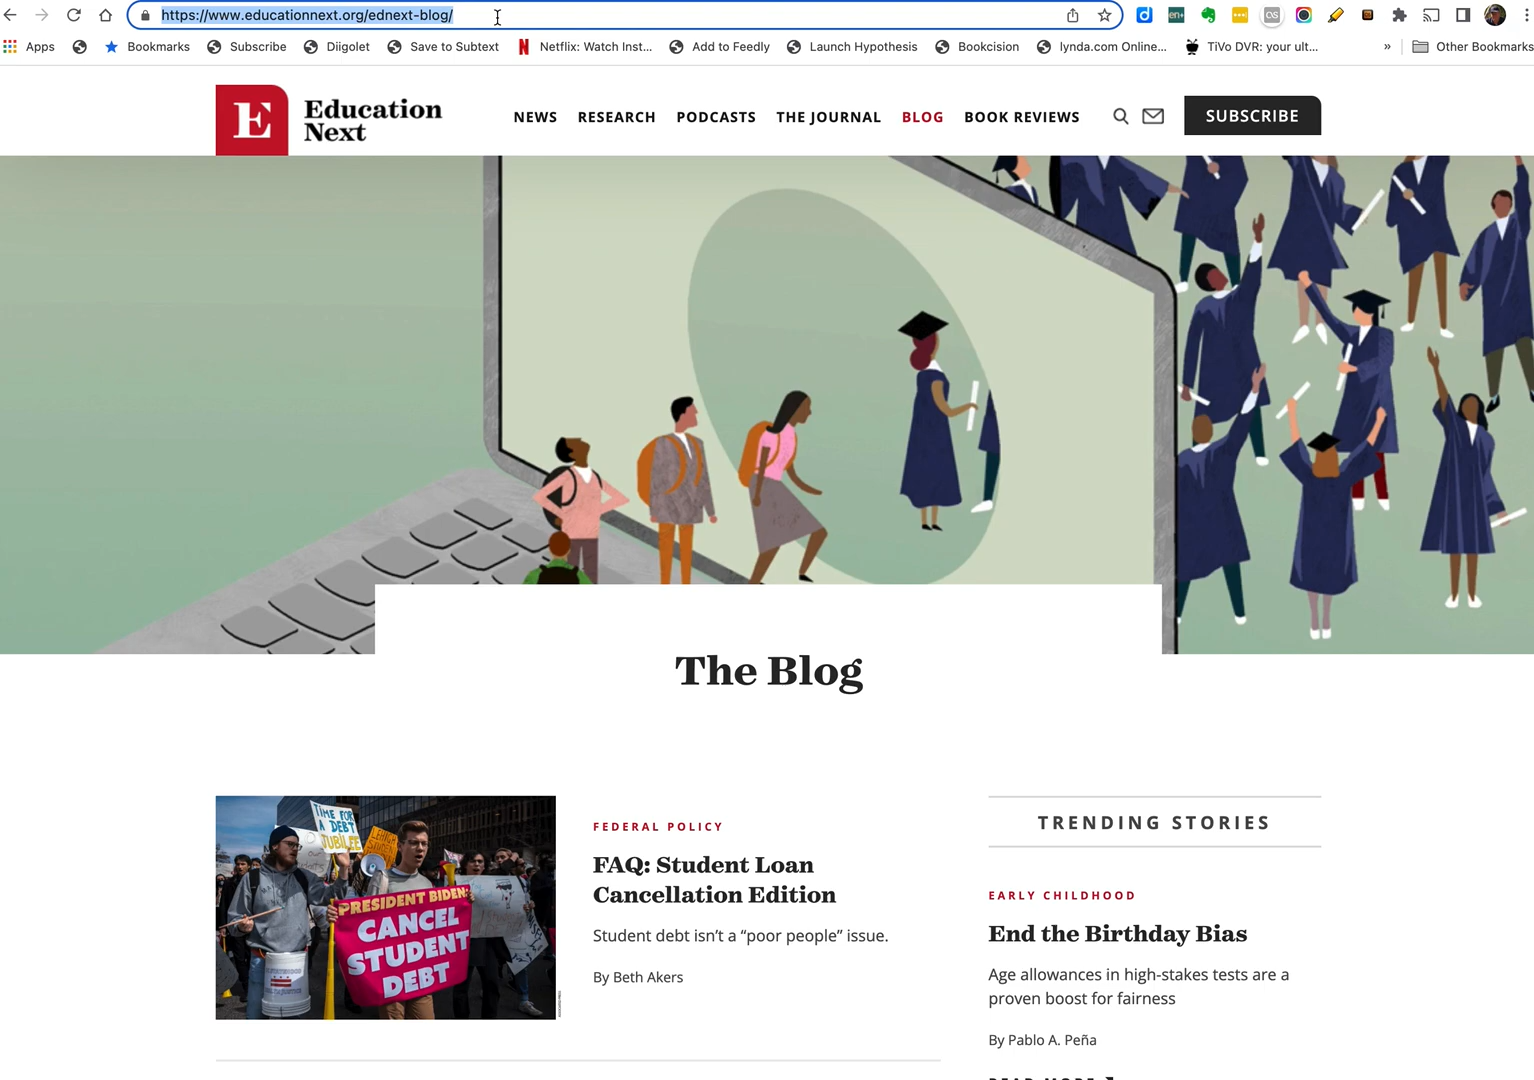 https://www.educationnext.org/ednext-blog/
Apps
Bookmarks
Subscribe
Diigolet
Save to Subtext
Netflix: Watch Inst...
Add to Feedly
Launch Hypothesis
Bookcision
lynda.com Online...
TiVo DVR: your ult...
»
Other Bookmarks
E
Education
Next
NEWS
RESEARCH
PODCASTS
THE JOURNAL
BLOG
BOOK REVIEWS
SUBSCRIBE
The Blog
TIME FOR
A DEBT
JUBILEE
PRESIDENT BIDEN:
CANCEL
STUDENT
DEBT
FEDERAL POLICY
FAQ: Student Loan
Cancellation Edition
Student debt isn’t a “poor people” issue.
By Beth Akers
TRENDING STORIES
EARLY CHILDHOOD
End the Birthday Bias
Age allowances in high-stakes tests are a
proven boost for fairness
By Pablo A. Peña